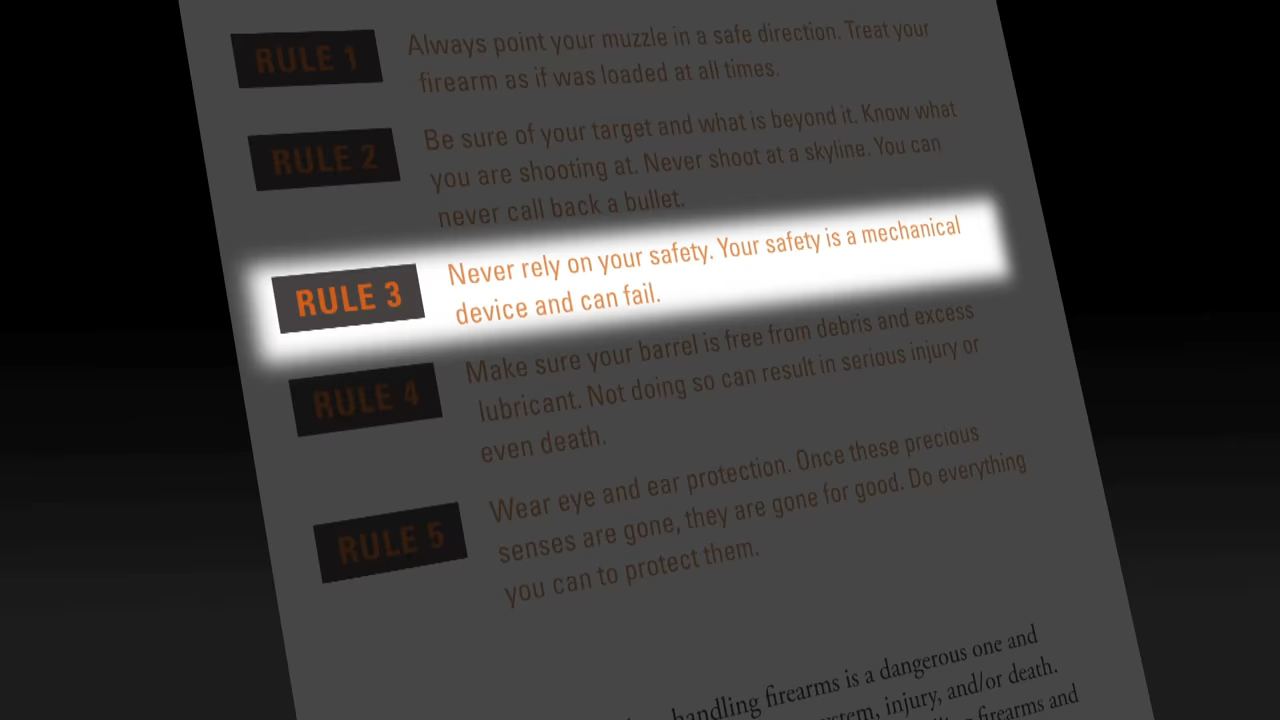 RULE 1
Always point your muzzle in a safe direction. Treat your
firearm as if was loaded at all times.
RULE 2
Be sure of your target and what is beyond it. Know what
you are shooting at. Never shoot at a skyline. You can
never call back a bullet.
RULE 3
Never rely on your safety. Your safety is a mechanical
device and can fail.
RULE 4
Make sure your barrel is free from debris and excess
lubricant. Not doing so can result in serious injury or
even death.
RULE 5
Wear eye and ear protection. Once these precious
senses are gone, they are gone for good. Do everything
you can to protect them.
handling firearms is a dangerous one and
injury, and/or death.
firearms and